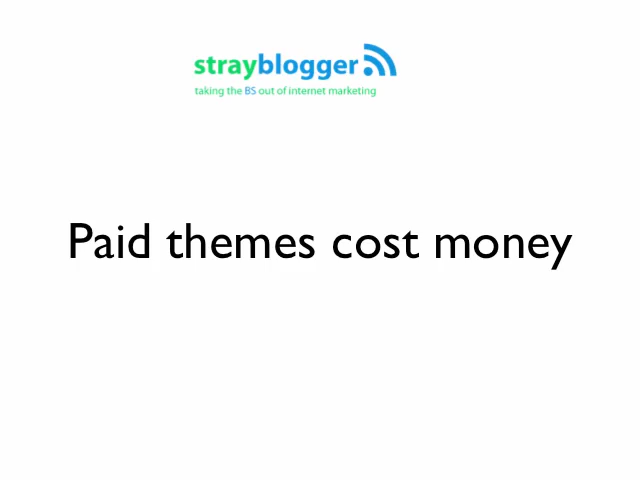 strayblogger
taking the BS out of internet marketing
Paid themes cost money